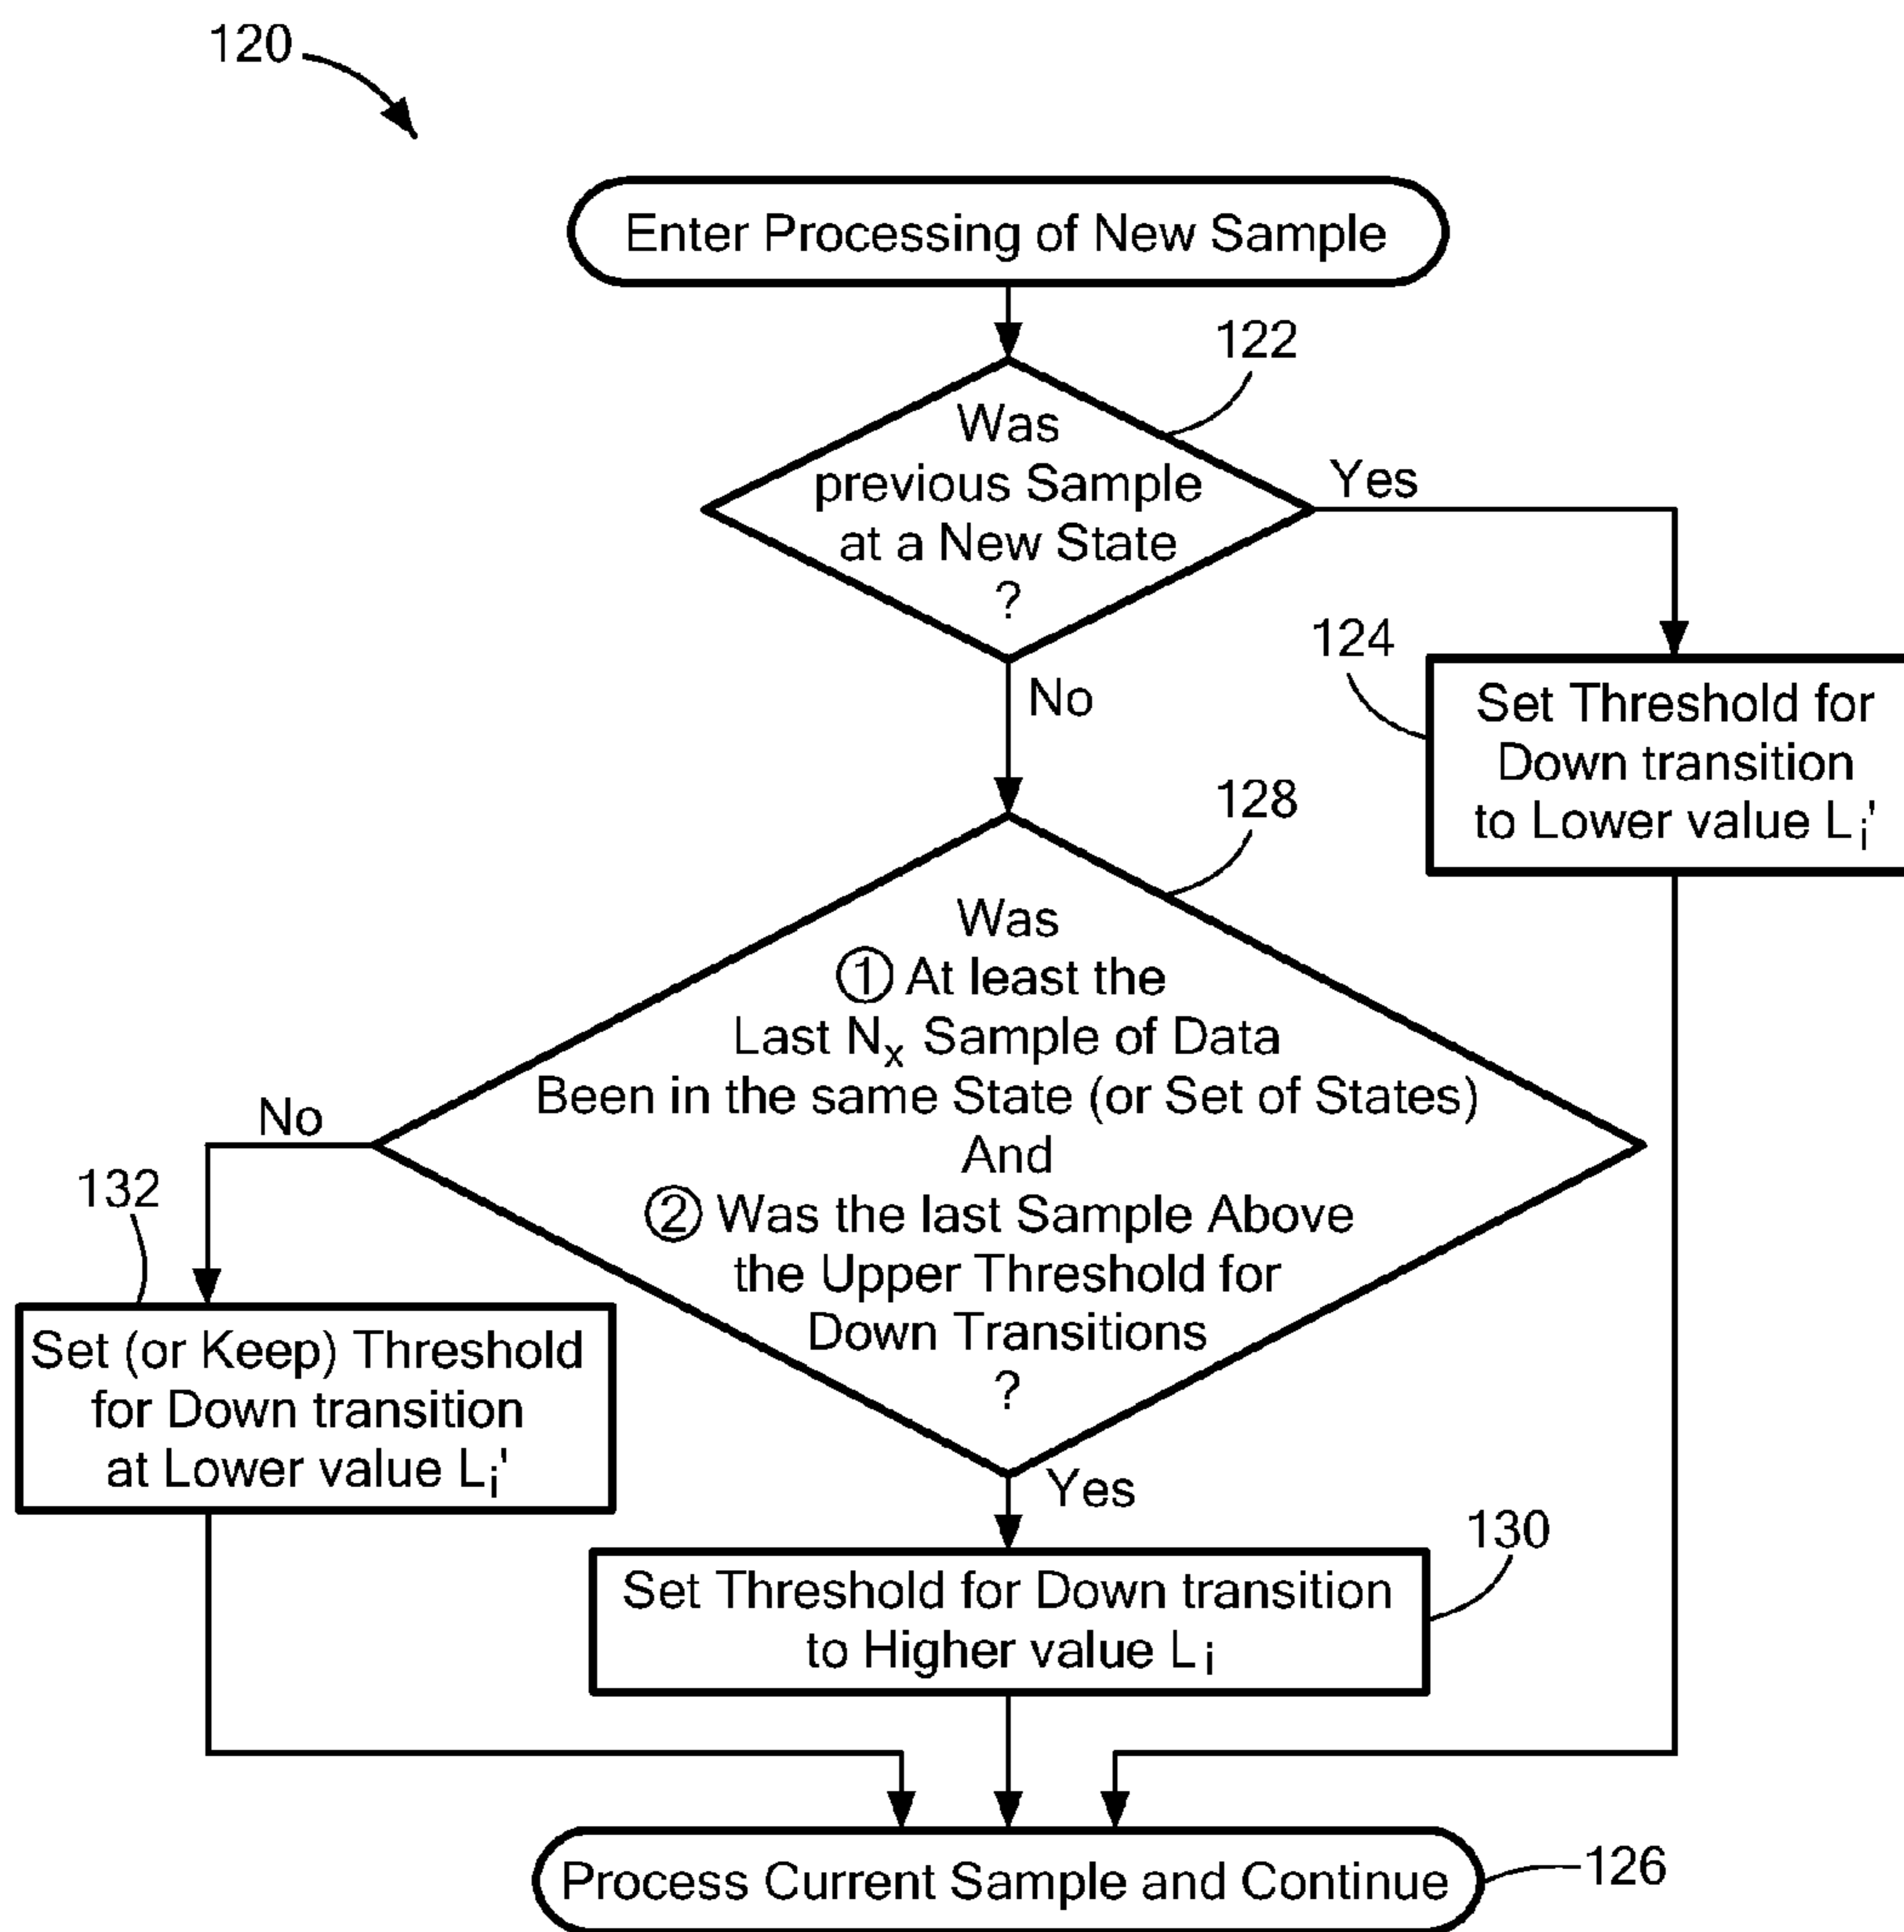 120
Enter Processing of New Sample
122
Was
previous Sample
at a New State
?
Yes
No
124
Set Threshold for
Down transition
to Lower value Li'
128
Was
① At least the
Last Nx Sample of Data
Been in the same State (or Set of States)
And
② Was the last Sample Above
the Upper Threshold for
Down Transitions
?
No
132
Set (or Keep) Threshold
for Down transition
at Lower value Li'
Yes
130
Set Threshold for Down transition
to Higher value Li
Process Current Sample and Continue
126